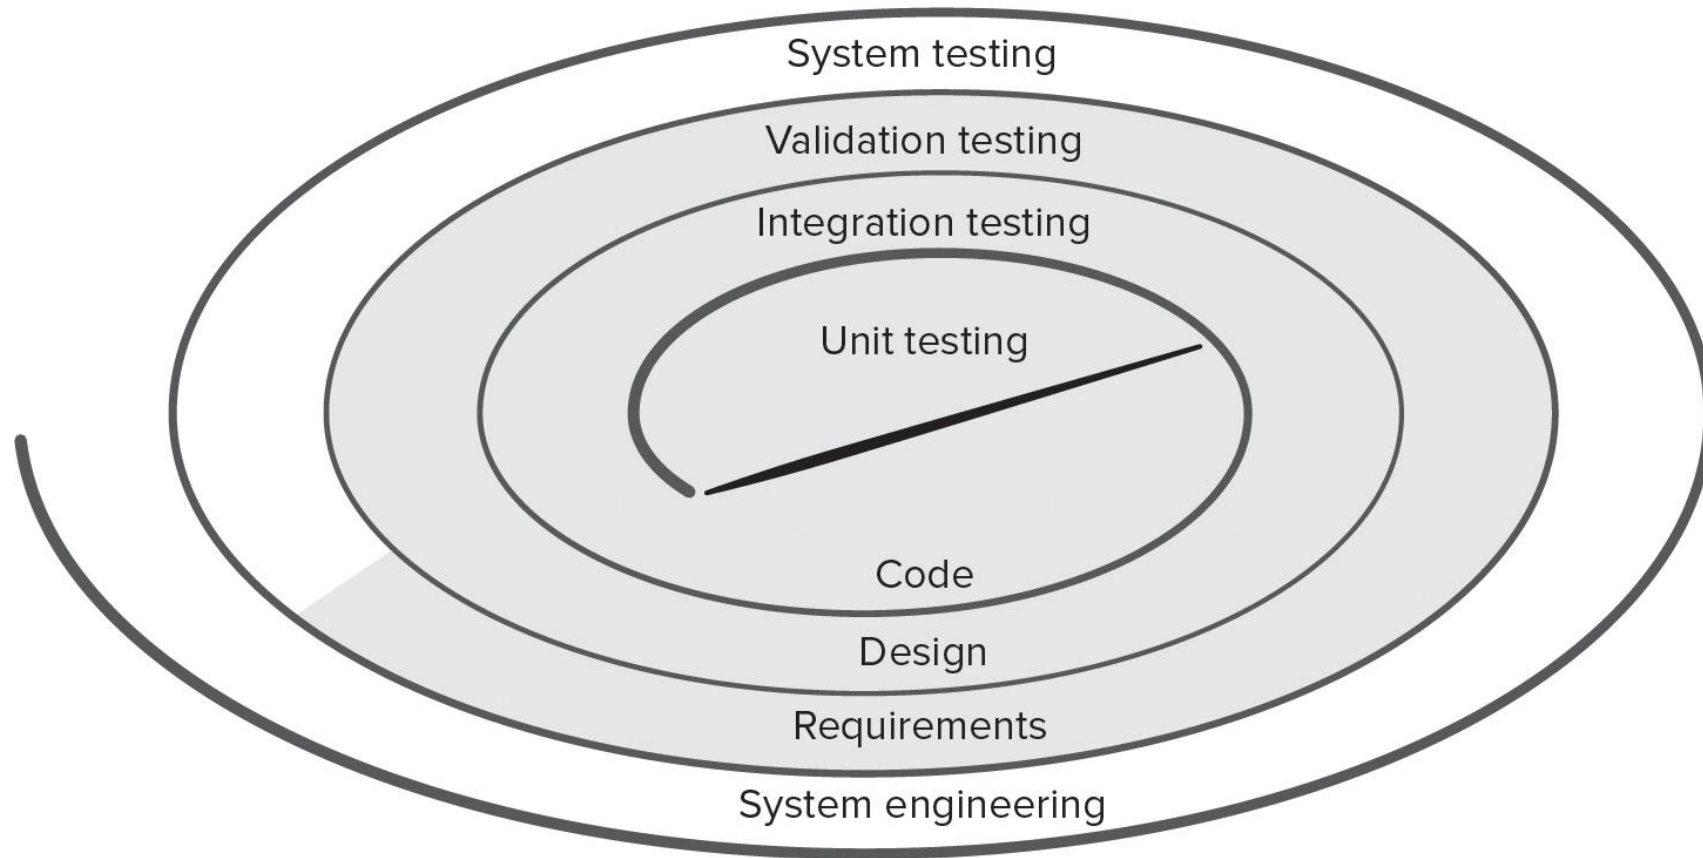 System testing
Validation testing
Integration testing
Unit testing
Code
Design
Requirements
System engineering